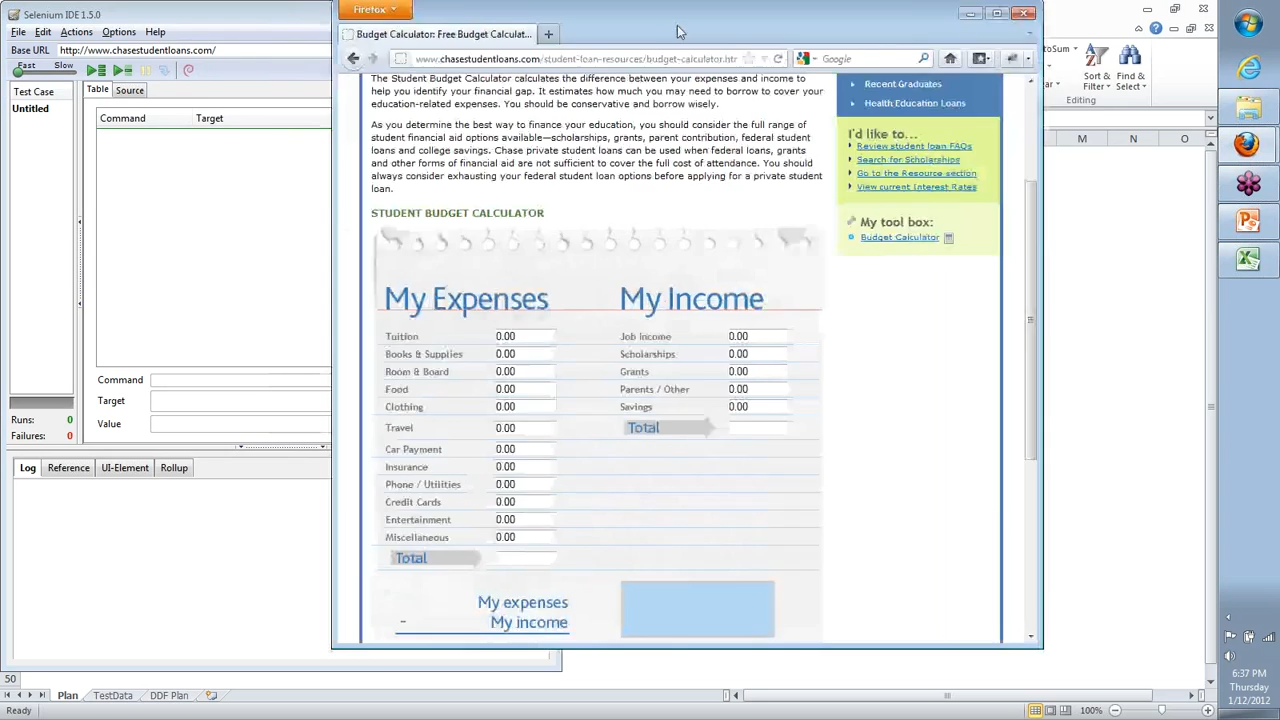 Selenium IDE 1.5.0
File Edit Actions Options Help
Base URL http://www.chasestudentloans.com/
Fast Slow
Test Case
Untitled
Table Source
Command Target
Command
Target
Value
Runs: 0
Failures: 0
Log Reference UI-Element Rollup
Firefox
Budget Calculator: Free Budget Calculat...
www.chasestudentloans.com/student-loan-resources/budget-calculator.htr
Google
The Student Budget Calculator calculates the difference between your expenses and income to
help you identify your financial gap. It estimates how much you may need to borrow to cover your
education-related expenses. You should be conservative and borrow wisely.
As you determine the best way to finance your education, you should consider the full range of
student financial aid options available—scholarships, grants, parent contribution, federal student
loans and college savings. Chase private student loans can be used when federal loans, grants
and other forms of financial aid are not sufficient to cover the full cost of attendance. You should
always consider exhausting your federal student loan options before applying for a private student
loan.
STUDENT BUDGET CALCULATOR
My Expenses
Tuition 0.00
Books & Supplies 0.00
Room & Board 0.00
Food 0.00
Clothing 0.00
Travel 0.00
Car Payment 0.00
Insurance 0.00
Phone / Utilities 0.00
Credit Cards 0.00
Entertainment 0.00
Miscellaneous 0.00
Total
My Income
Job income 0.00
Scholarships 0.00
Grants 0.00
Parents / Other 0.00
Savings 0.00
Total
My expenses
- My income
Recent Graduates
Health Education Loans
I'd like to...
Review student loan FAQs
Search for Scholarships
Go to the Resource section
View current Interest Rates
My tool box:
Budget Calculator
toSum
Sort & Filter
Find & Select
Editing
M N O
50
Plan TestData DDF Plan
Ready
100%
6:37 PM
Thursday
1/12/2012